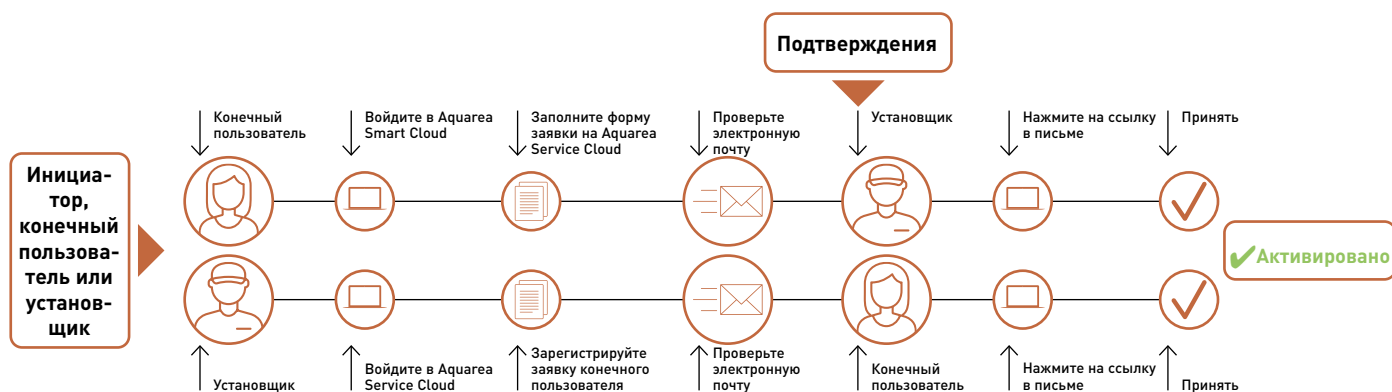 Подтверждения
Конечный
пользователь
Войдите в Aquarea
Smart Cloud
Заполните форму
заявки на Aquarea
Service Cloud
Проверьте
электронную
почту
Установщик
Нажмите на ссылку
в письме
Принять
Инициа-
тор,
конечный
пользова-
тель или
установ-
щик
Активировано
Установщик
Войдите в Aquarea
Service Cloud
Зарегистрируйте
заявку конечного
пользователя
Проверьте
электронную
почту
Конечный
пользователь
Нажмите на ссылку
в письме
Принять